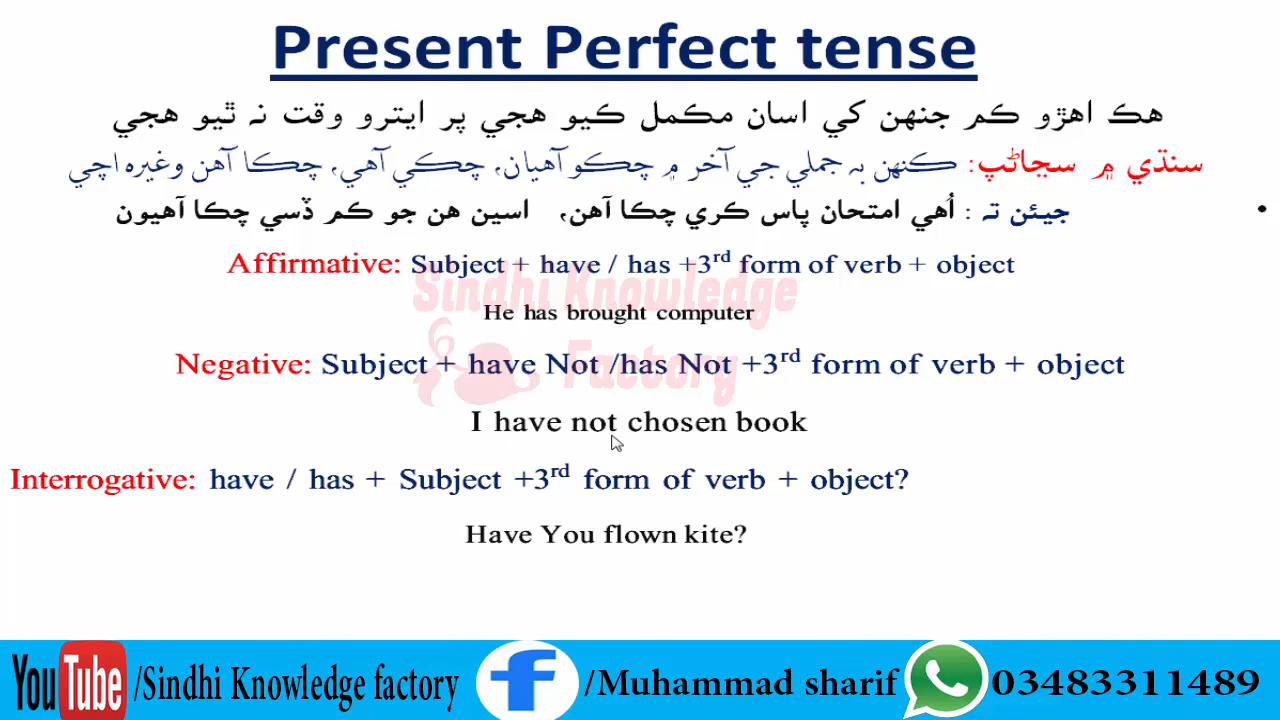 Present Perfect tense
هڪ اهڙو ڪم جنهن کي اسان مڪمل ڪيو هجي پر ايترو وقت نہ ٿيو هجي
سنڌي ۾ سڃاڻپ: ڪنهن بہ جملي جي آخر ۾ چڪو آهيان، چڪي آهي، چڪا آهن وغيره اچي
• جيئن تہ : اُهي امتحان پاس ڪري چڪا آهن، اسين هن جو ڪم ڏسي چڪا آهيون
Affirmative: Subject + have / has +3rd form of verb + object
Sindhi Knowledge
He has brought computer
Factory
Negative: Subject + have Not /has Not +3rd form of verb + object
I have not chosen book
Interrogative: have / has + Subject +3rd form of verb + object?
Have You flown kite?
YouTube /Sindhi Knowledge factory f /Muhammad sharif 03483311489